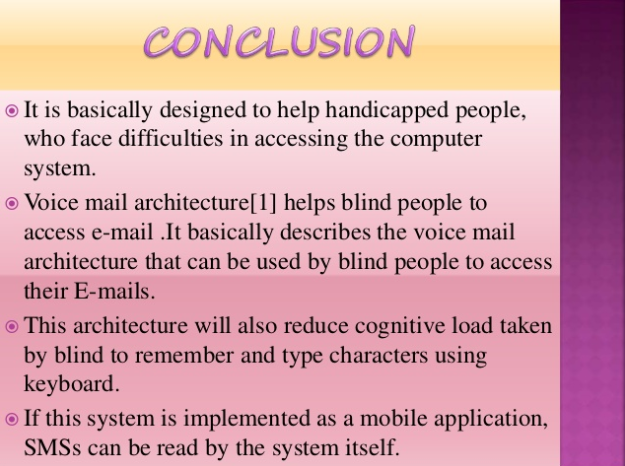 CONCLUSION
It is basically designed to help handicapped people,
who face difficulties in accessing the computer
system.
Voice mail architecture[1] helps blind people to
access e-mail .It basically describes the voice mail
architecture that can be used by blind people to access
their E-mails.
This architecture will also reduce cognitive load taken
by blind to remember and type characters using
keyboard.
If this system is implemented as a mobile application,
SMSs can be read by the system itself.